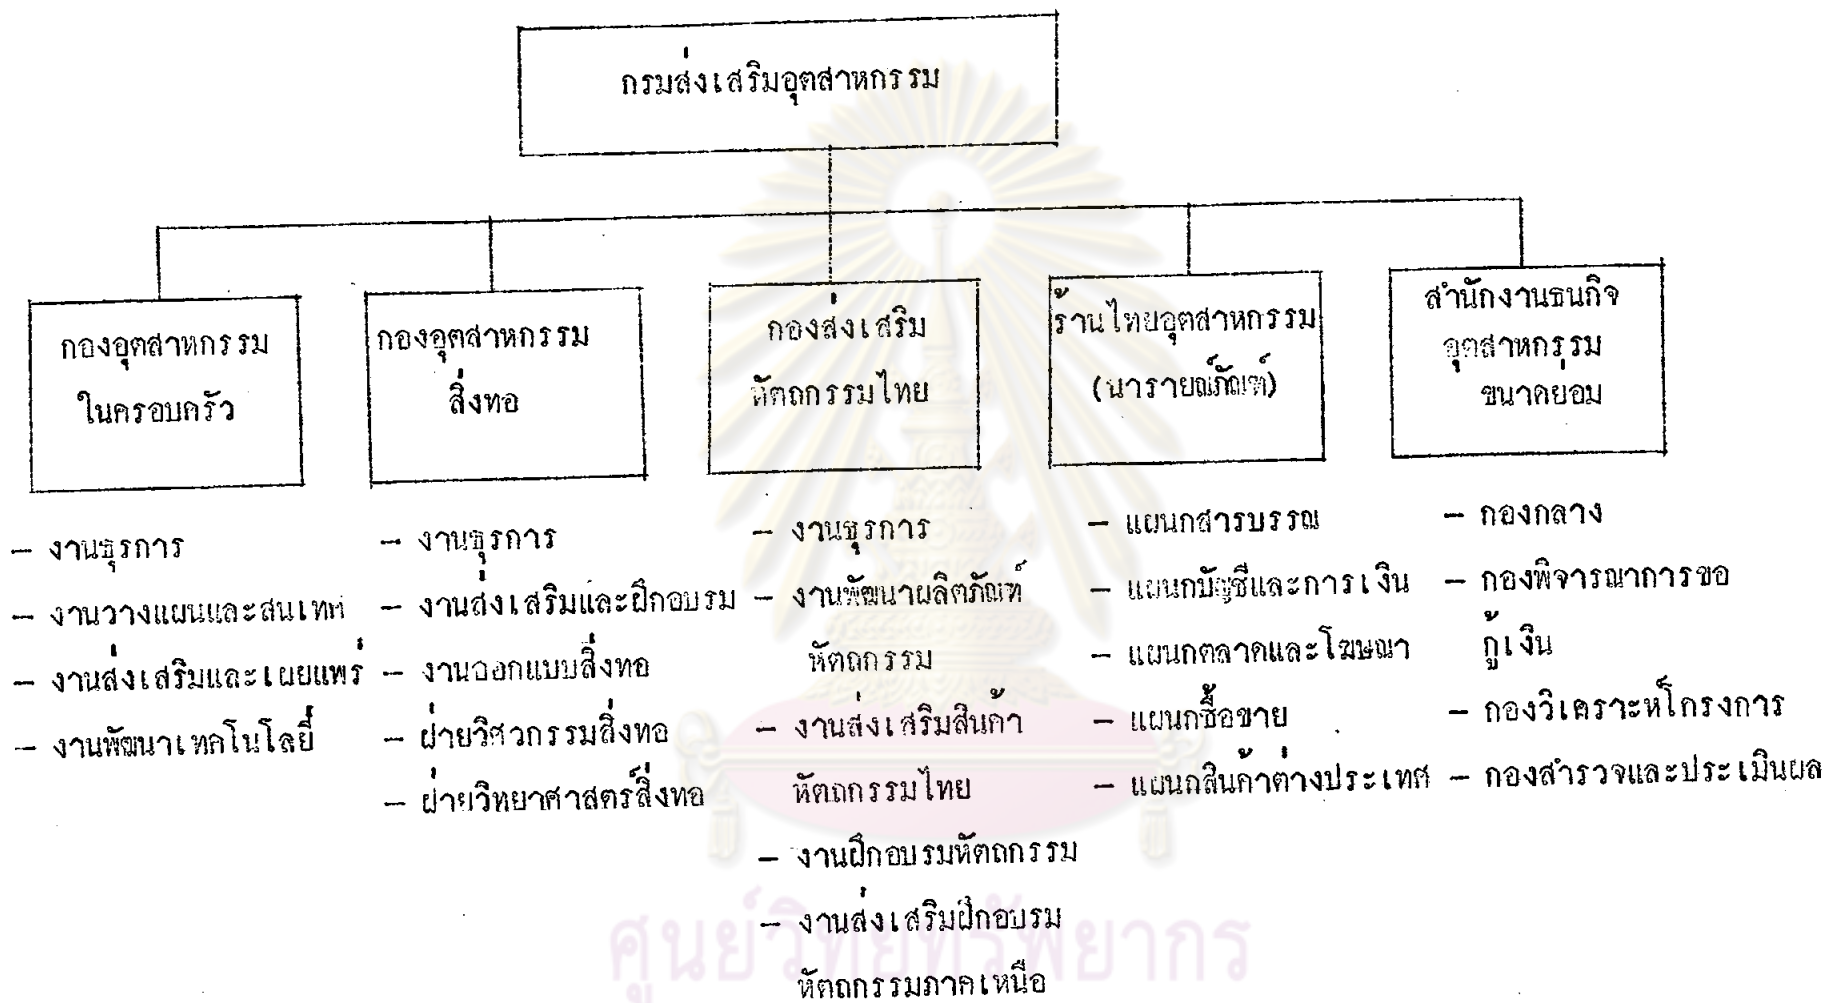 กรมส่งเสริมอุตสาหกรรม
กองอุตสาหกรรม
ในครอบครัว
กองอุตสาหกรรม
สิ่งทอ
กองส่งเสริม
หัตถกรรมไทย
ร้านไทยอุตสาหกรรม
(นารายณ์ภัณฑ์)
สำนักงานธนกิจ
อุตสาหกรรม
ขนาดย่อม
- งานธุรการ
- งานวางแผนและสนเทศ
- งานส่งเสริมและเผยแพร่
- งานพัฒนาเทคโนโลยี่
- งานธุรการ
- งานส่งเสริมและฝึกอบรม
- งานออกแบบสิ่งทอ
- ฝ่ายวิศวกรรมสิ่งทอ
- ฝ่ายวิทยาศาสตร์สิ่งทอ
- งานธุรการ
- งานพัฒนาผลิตภัณฑ์
หัตถกรรม
- งานส่งเสริมสินค้า
หัตถกรรมไทย
- งานฝึกอบรมหัตถกรรม
- งานส่งเสริมฝึกอบรม
หัตถกรรมภาคเหนือ
- แผนกสารบรรณ
- แผนกบัญชีและการเงิน
- แผนกตลาดและโฆษณา
- แผนกซื้อขาย
- แผนกสินค้าต่างประเทศ
- กองกลาง
- กองพิจารณาการขอ
กู้เงิน
- กองวิเคราะห์โครงการ
- กองสำรวจและประเมินผล
ศูนย์วิทยทรัพยากร